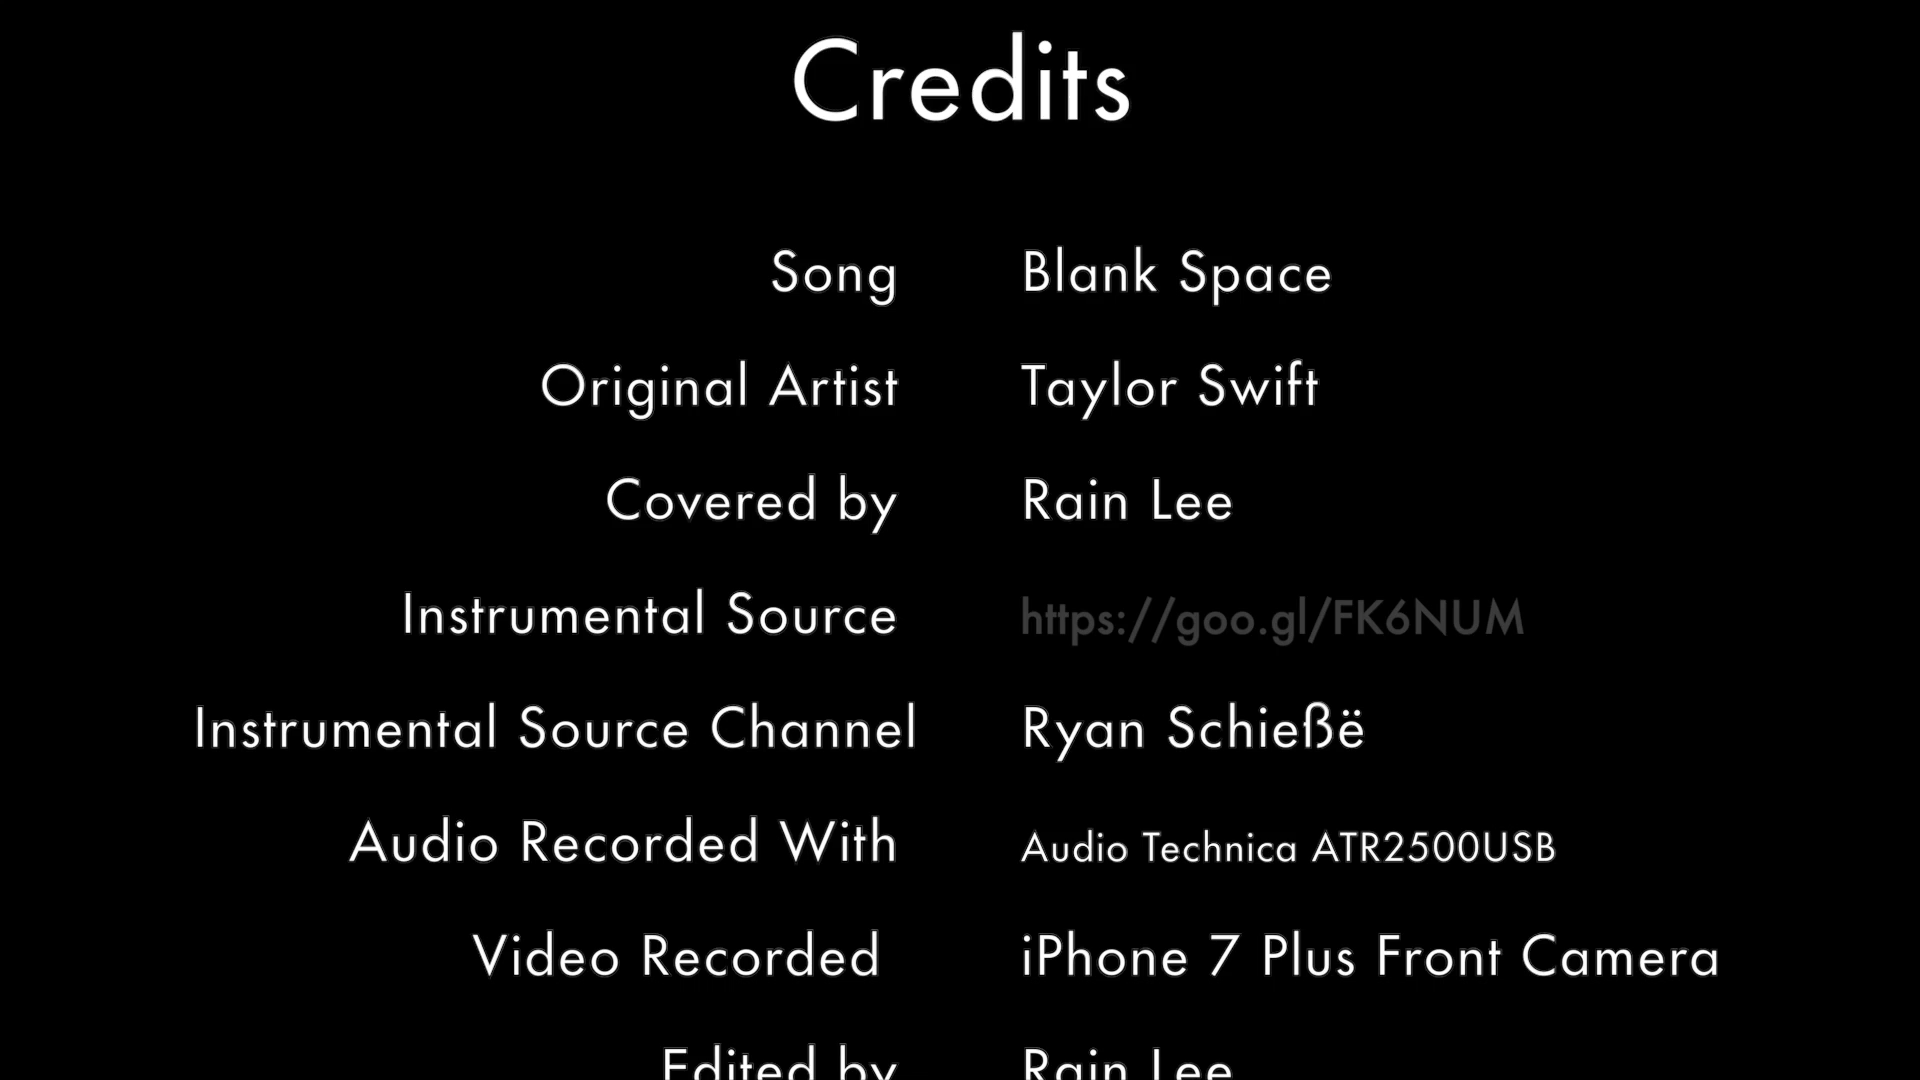 Credits
Song Blank Space
Original Artist Taylor Swift
Covered by Rain Lee
Instrumental Source https://goo.gl/FK6NUM
Instrumental Source Channel Ryan Schießë
Audio Recorded With Audio Technica ATR2500USB
Video Recorded iPhone 7 Plus Front Camera
Edited by Rain Lee